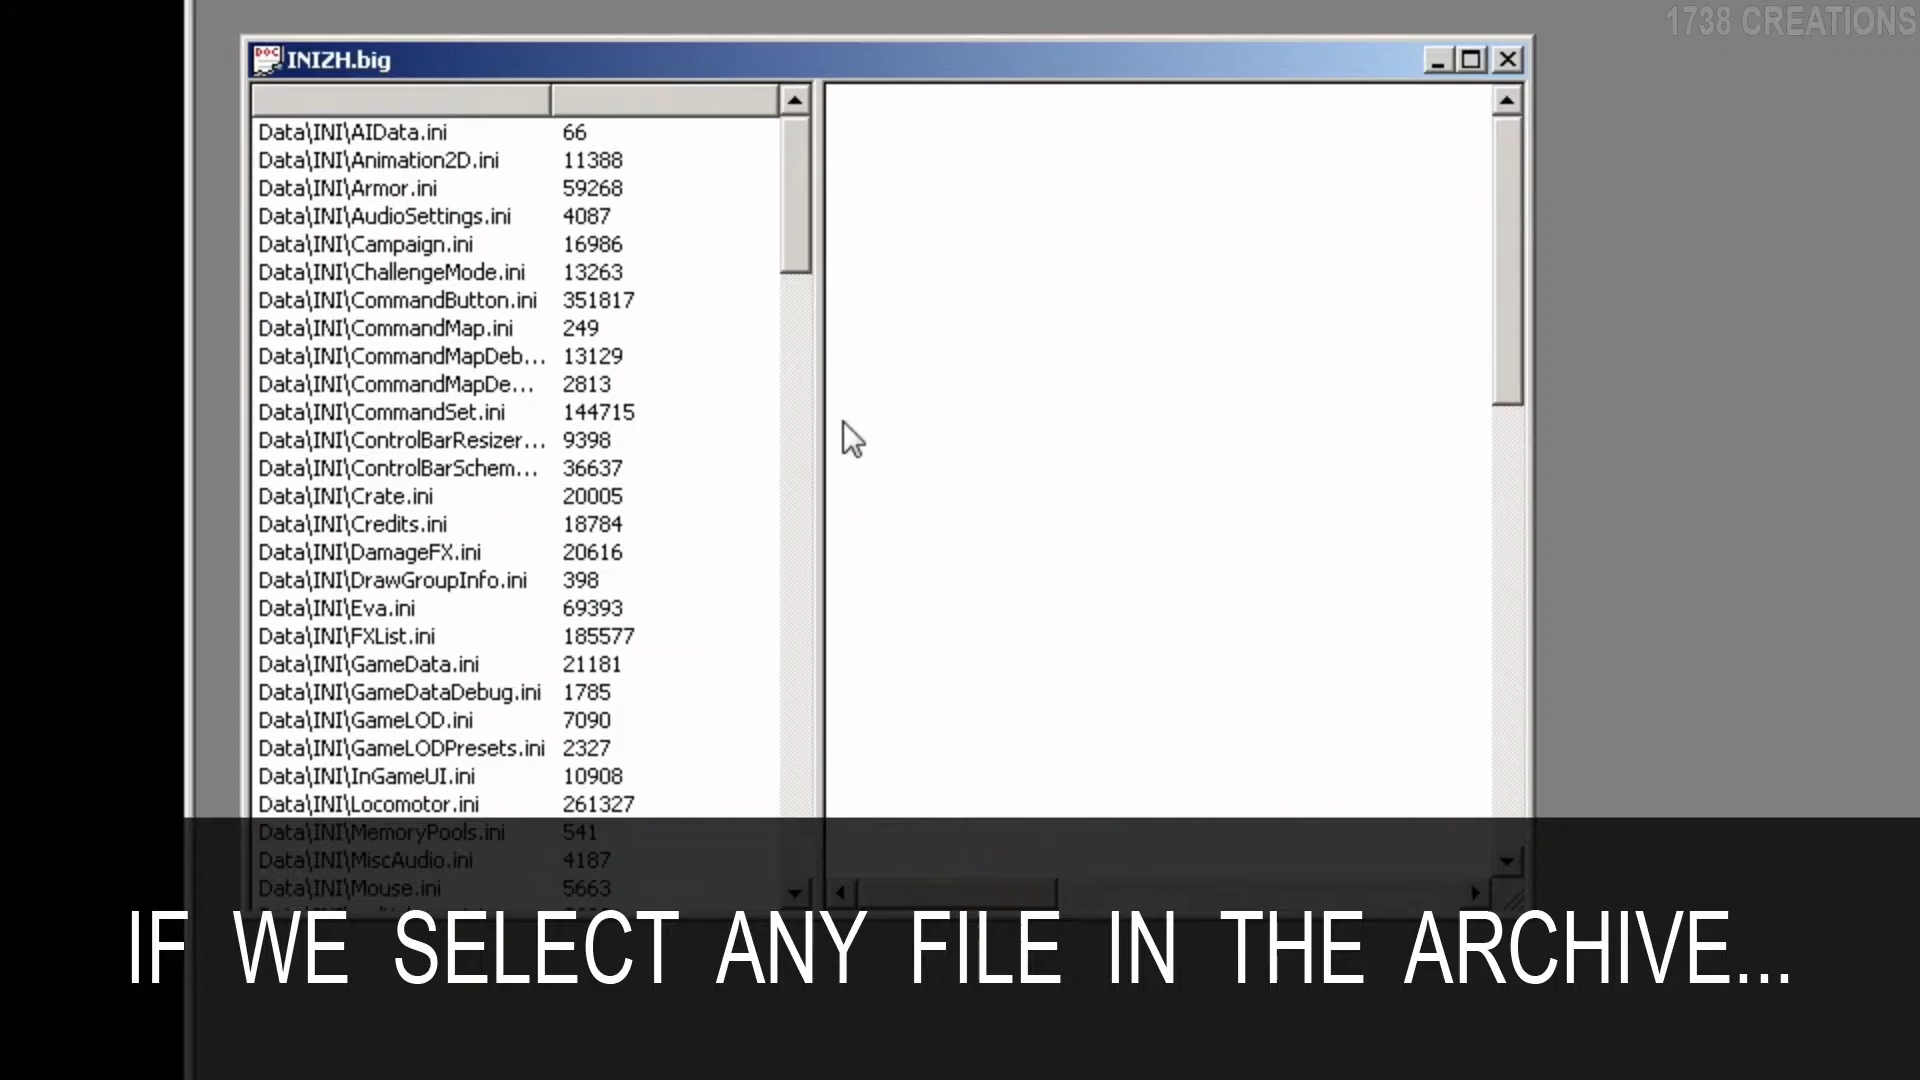 1738 CREATIONS
DOC INIZH.big
Data\INI\AIData.ini 66
Data\INI\Animation2D.ini 11388
Data\INI\Armor.ini 59268
Data\INI\AudioSettings.ini 4087
Data\INI\Campaign.ini 16986
Data\INI\ChallengeMode.ini 13263
Data\INI\CommandButton.ini 351817
Data\INI\CommandMap.ini 249
Data\INI\CommandMapDeb... 13129
Data\INI\CommandMapDe... 2813
Data\INI\CommandSet.ini 144715
Data\INI\ControlBarResizer... 9398
Data\INI\ControlBarSchem... 36637
Data\INI\Crate.ini 20005
Data\INI\Credits.ini 18784
Data\INI\DamageFX.ini 20616
Data\INI\DrawGroupInfo.ini 398
Data\INI\Eva.ini 69393
Data\INI\FXList.ini 185577
Data\INI\GameData.ini 21181
Data\INI\GameDataDebug.ini 1785
Data\INI\GameLOD.ini 7090
Data\INI\GameLODPresets.ini 2327
Data\INI\InGameUI.ini 10908
Data\INI\Locomotor.ini 261327
Data\INI\MemoryPools.ini 541
Data\INI\MiscAudio.ini 4187
Data\INI\Mouse.ini 5663
IF WE SELECT ANY FILE IN THE ARCHIVE...